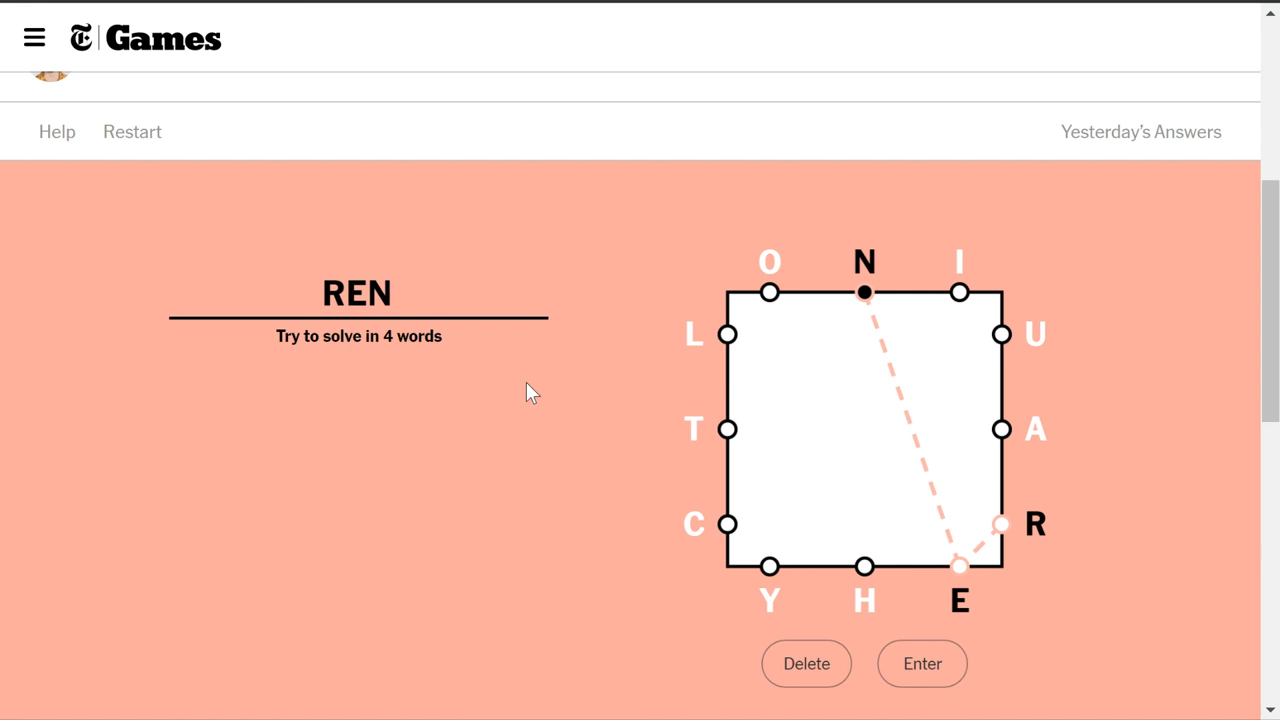 T Games
Help Restart Yesterday's Answers
REN
Try to solve in 4 words
O N I
L U
T A
C R
Y H E
Delete Enter